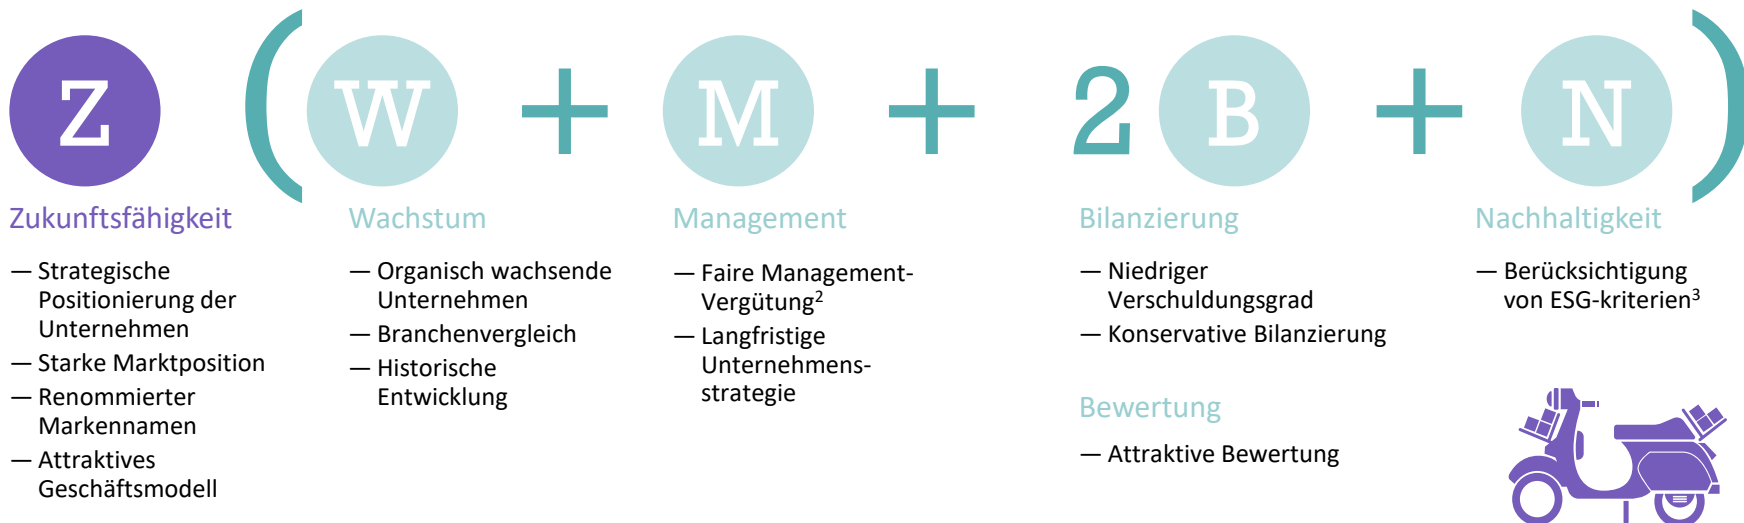 Z ( W + M + 2 B + N )
Zukunftsfähigkeit
— Strategische
Positionierung der
Unternehmen
— Starke Marktposition
— Renommierter
Markennamen
— Attraktives
Geschäftsmodell
Wachstum
— Organisch wachsende
Unternehmen
— Branchenvergleich
— Historische
Entwicklung
Management
— Faire Management-
Vergütung²
— Langfristige
Unternehmens-
strategie
Bilanzierung
— Niedriger
Verschuldungsgrad
— Konservative Bilanzierung
Bewertung
— Attraktive Bewertung
Nachhaltigkeit
— Berücksichtigung
von ESG-kriterien³